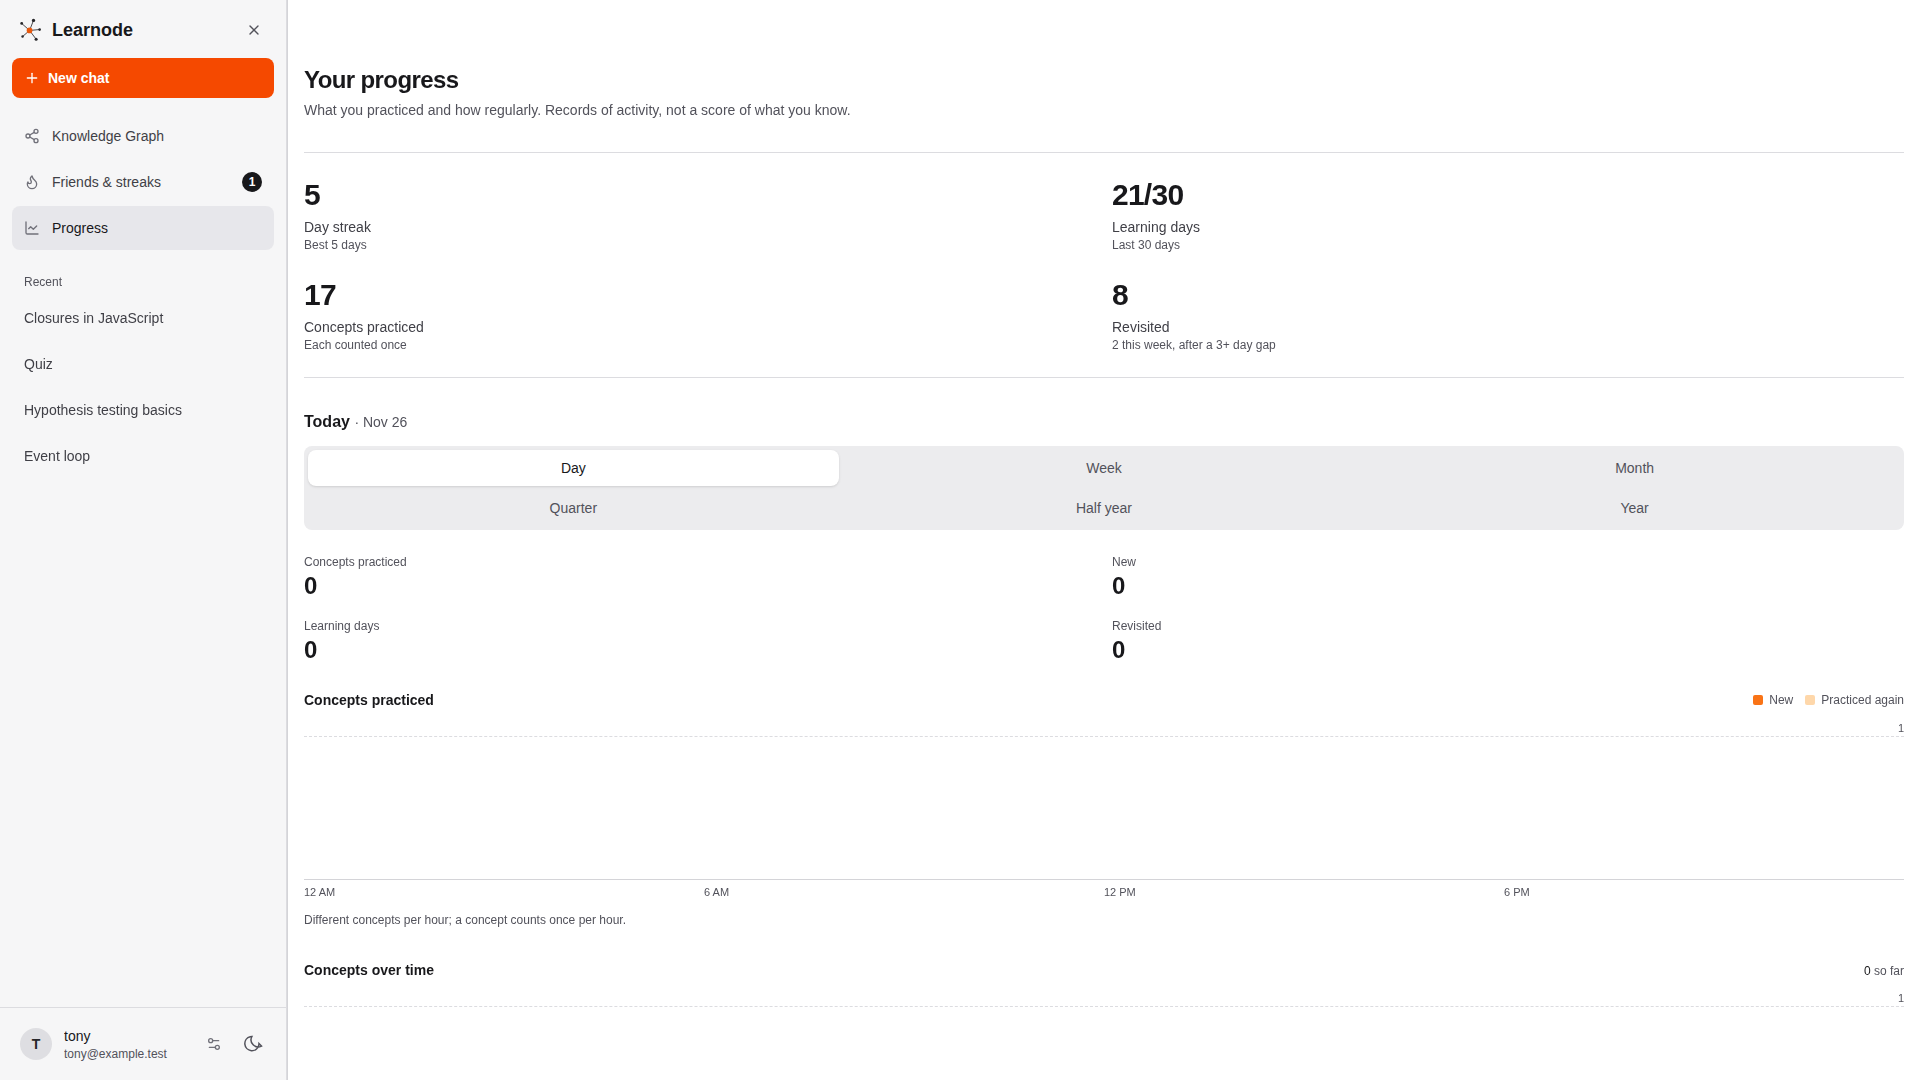 Learnode
New chat
Knowledge Graph
Friends & streaks 1
Progress
Recent
Closures in JavaScript
Quiz
Hypothesis testing basics
Event loop
T
tony
tony@example.test
Your progress
What you practiced and how regularly. Records of activity, not a score of what you know.
5
Day streak
Best 5 days
21/30
Learning days
Last 30 days
17
Concepts practiced
Each counted once
8
Revisited
2 this week, after a 3+ day gap
Today · Nov 26
Day Week Month
Quarter Half year Year
Concepts practiced
0
New
0
Learning days
0
Revisited
0
Concepts practiced
New Practiced again
1
12 AM 6 AM 12 PM 6 PM
Different concepts per hour; a concept counts once per hour.
Concepts over time
0 so far
1